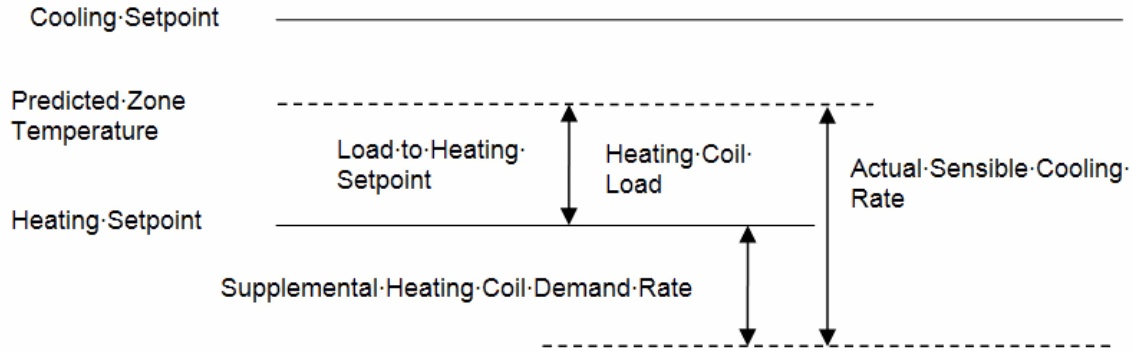 Cooling·Setpoint
Predicted·Zone
Temperature
Load·to·Heating·
Setpoint
Heating·Coil·
Load
Actual·Sensible·Cooling·
Rate
Heating·Setpoint
Supplemental·Heating·Coil·Demand·Rate